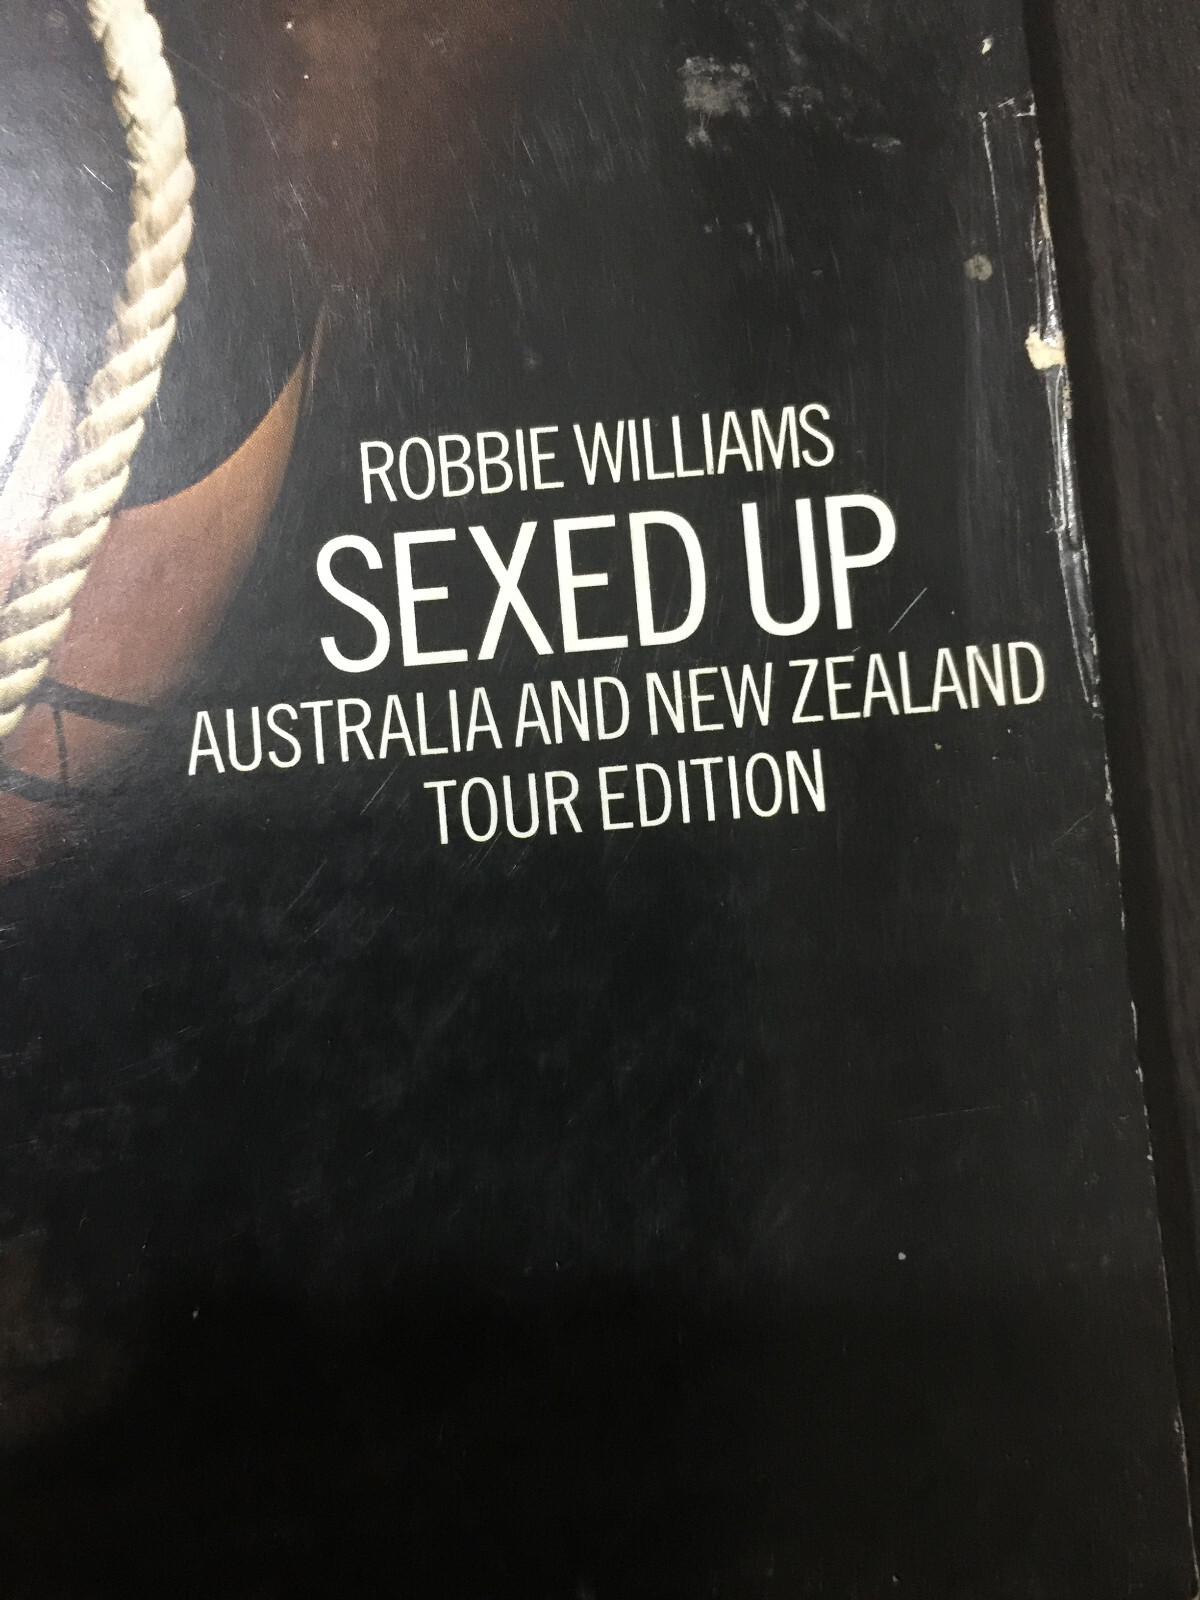 ROBBIE WILLIAMS
SEXED UP
AUSTRALIA AND NEW ZEALAND
TOUR EDITION